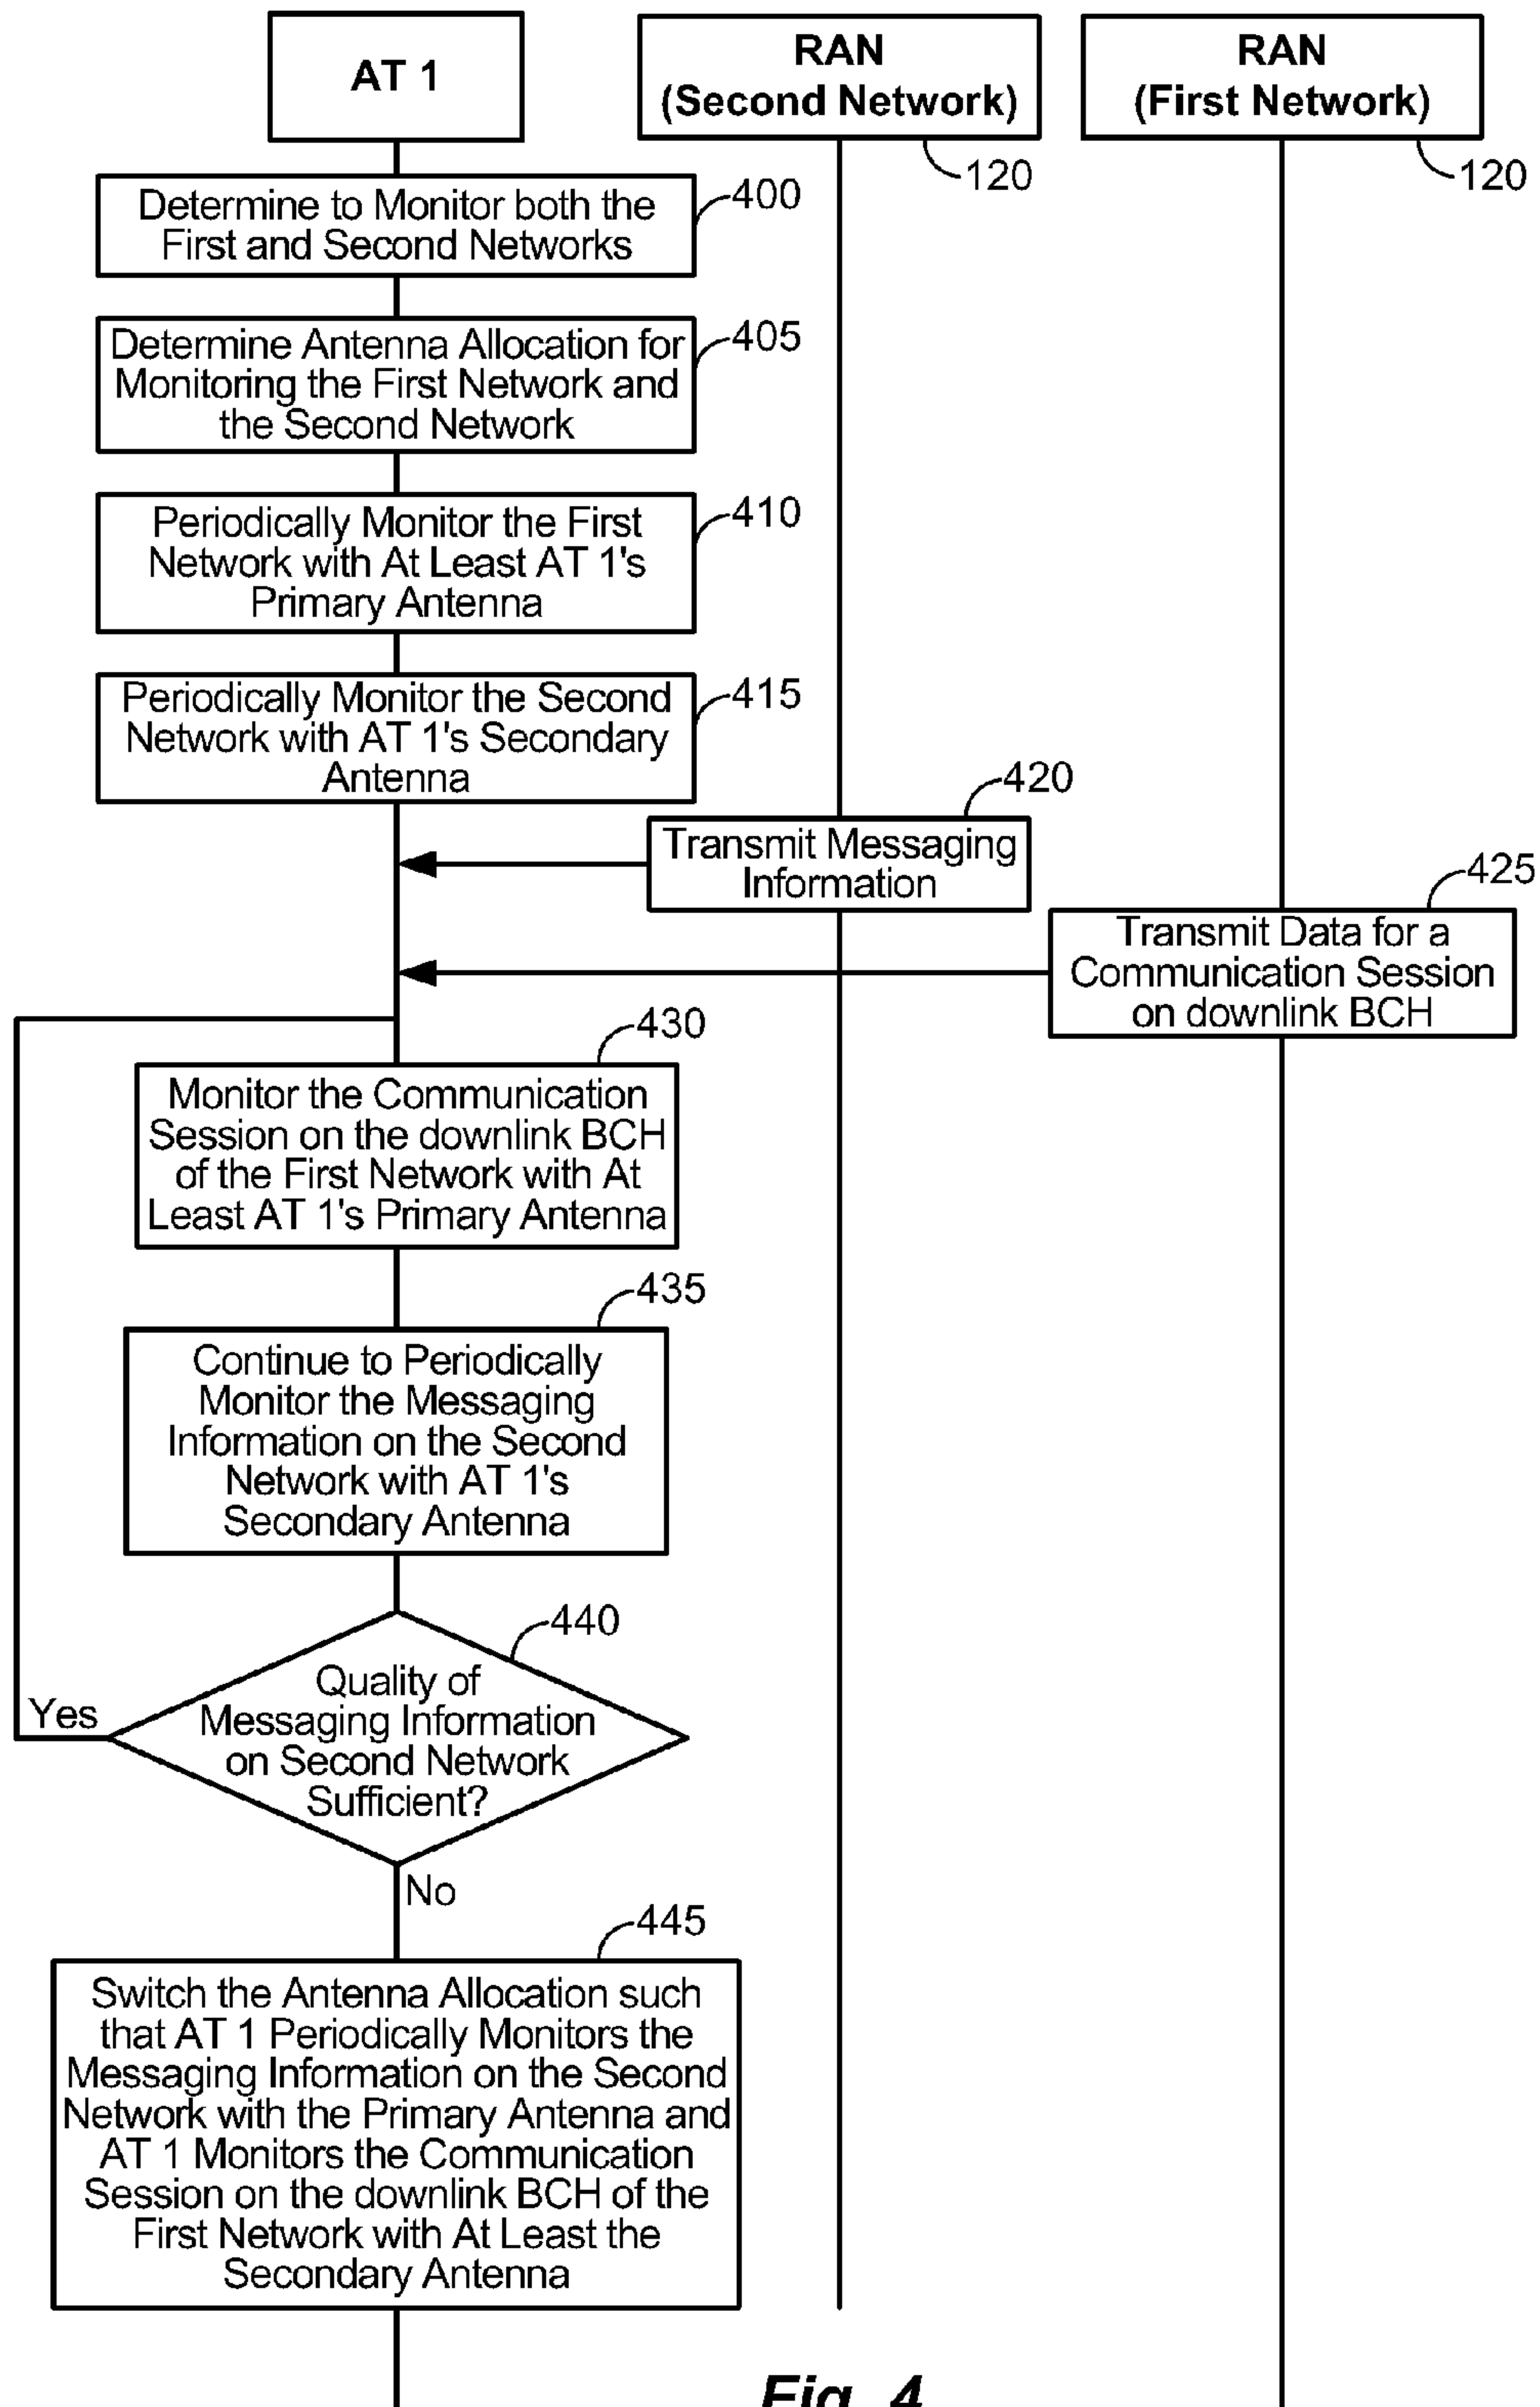 AT 1
RAN
(Second Network)
RAN
(First Network)
120
120
Determine to Monitor both the
First and Second Networks
400
Determine Antenna Allocation for
Monitoring the First Network and
the Second Network
405
Periodically Monitor the First
Network with At Least AT 1's
Primary Antenna
410
Periodically Monitor the Second
Network with AT 1's Secondary
Antenna
415
420
Transmit Messaging
Information
425
Transmit Data for a
Communication Session
on downlink BCH
430
Monitor the Communication
Session on the downlink BCH
of the First Network with At
Least AT 1's Primary Antenna
435
Continue to Periodically
Monitor the Messaging
Information on the Second
Network with AT 1's
Secondary Antenna
440
Quality of
Messaging Information
on Second Network
Sufficient?
Yes
No
445
Switch the Antenna Allocation such
that AT 1 Periodically Monitors the
Messaging Information on the Second
Network with the Primary Antenna and
AT 1 Monitors the Communication
Session on the downlink BCH of the
First Network with At Least the
Secondary Antenna
Fig. 4